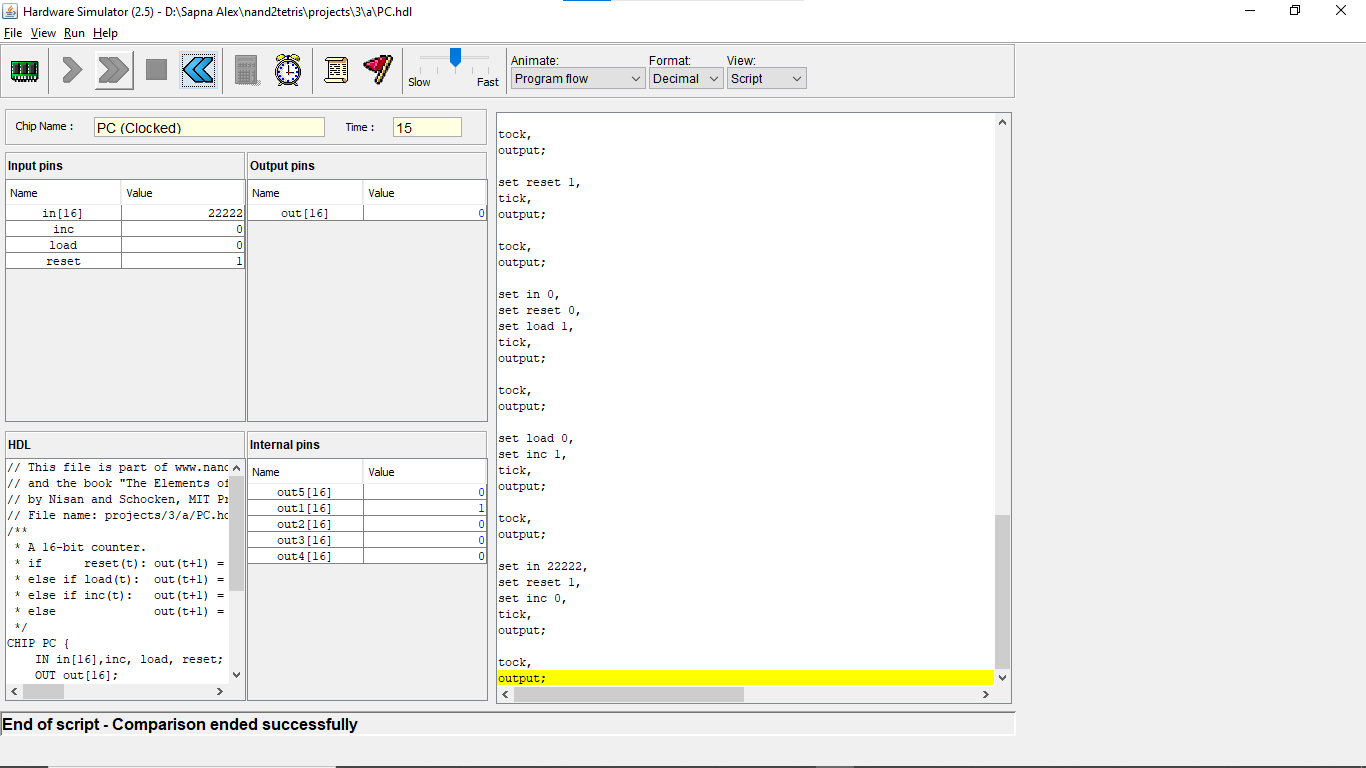 Hardware Simulator (2.5) - D:\Sapna Alex\nand2tetris\projects\3\a\PC.hdl
File View Run Help
Slow Fast
Animate: Format: View:
Program flow Decimal Script
Chip Name : PC (Clocked) Time : 15
Input pins
Name Value
in[16] 22222
inc 0
load 0
reset 1
Output pins
Name Value
out[16] 0
HDL
// This file is part of www.nand
// and the book "The Elements of
// by Nisan and Schocken, MIT Pr
// File name: projects/3/a/PC.hd
/**
* A 16-bit counter.
* if reset(t): out(t+1) =
* else if load(t): out(t+1) =
* else if inc(t): out(t+1) =
* else out(t+1) =
*/
CHIP PC {
IN in[16],inc, load, reset;
OUT out[16];
Internal pins
Name Value
out5[16] 0
out1[16] 1
out2[16] 0
out3[16] 0
out4[16] 0
tock,
output;
set reset 1,
tick,
output;
tock,
output;
set in 0,
set reset 0,
set load 1,
tick,
output;
tock,
output;
set load 0,
set inc 1,
tick,
output;
tock,
output;
set in 22222,
set reset 1,
set inc 0,
tick,
output;
tock,
output;
End of script - Comparison ended successfully